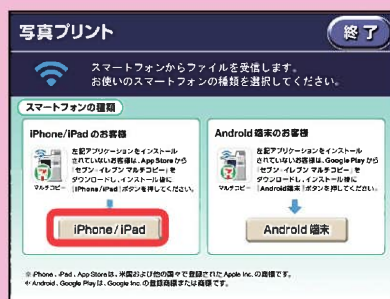 写真プリント
終了
スマートフォンからファイルを受信します。
お使いのスマートフォンの種類を選択してください。
スマートフォンの種類
iPhone/iPad のお客様
左記アプリケーションをインストール
されていないお客様は、App Storeから
「セブン-イレブン マルチコピー」を
ダウンロードし、インストール後に
「iPhone/iPad」ボタンを押してください。
マルチコピー
iPhone/iPad
Android 端末のお客様
左記アプリケーションをインストール
されていないお客様は、Google Playから
「セブン-イレブン マルチコピー」を
ダウンロードし、インストール後に
「Android端末」ボタンを押してください。
マルチコピー
Android 端末
※iPhone、iPad、App Storeは、米国および他の国々で登録されたApple Inc.の商標です。
※Android、Google Playは、Google Inc.の登録商標または商標です。